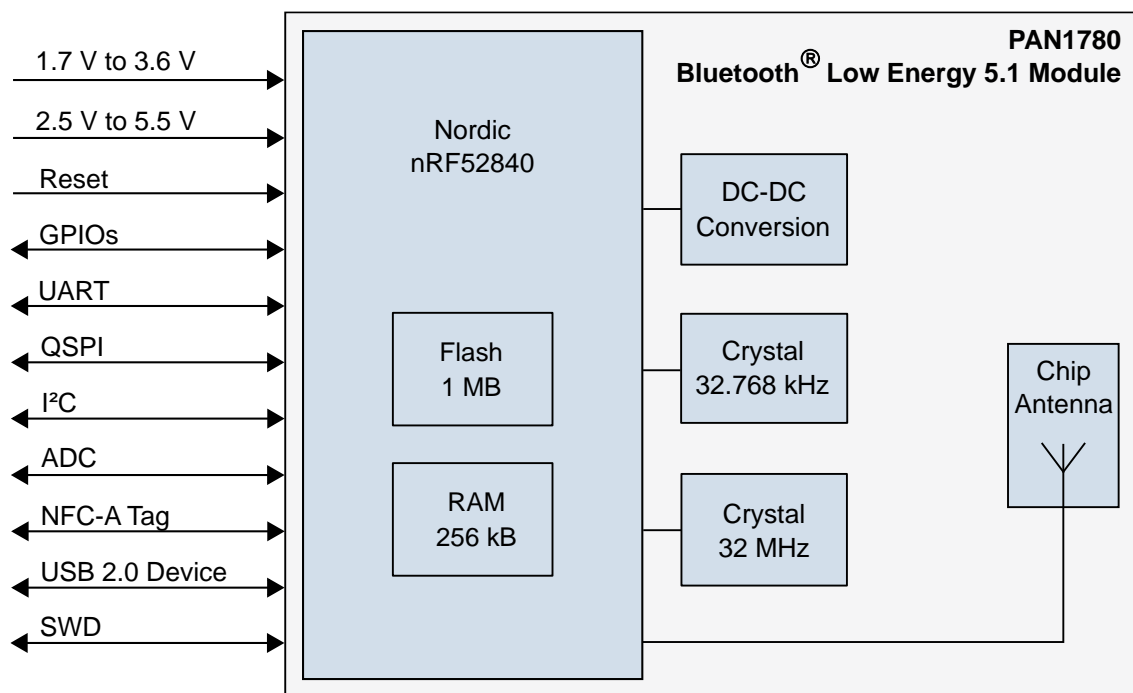 PAN1780
Bluetooth® Low Energy 5.1 Module
1.7 V to 3.6 V
2.5 V to 5.5 V
Reset
GPIOs
UART
QSPI
I²C
ADC
NFC-A Tag
USB 2.0 Device
SWD
Nordic
nRF52840
Flash
1 MB
RAM
256 kB
DC-DC
Conversion
Crystal
32.768 kHz
Crystal
32 MHz
Chip
Antenna